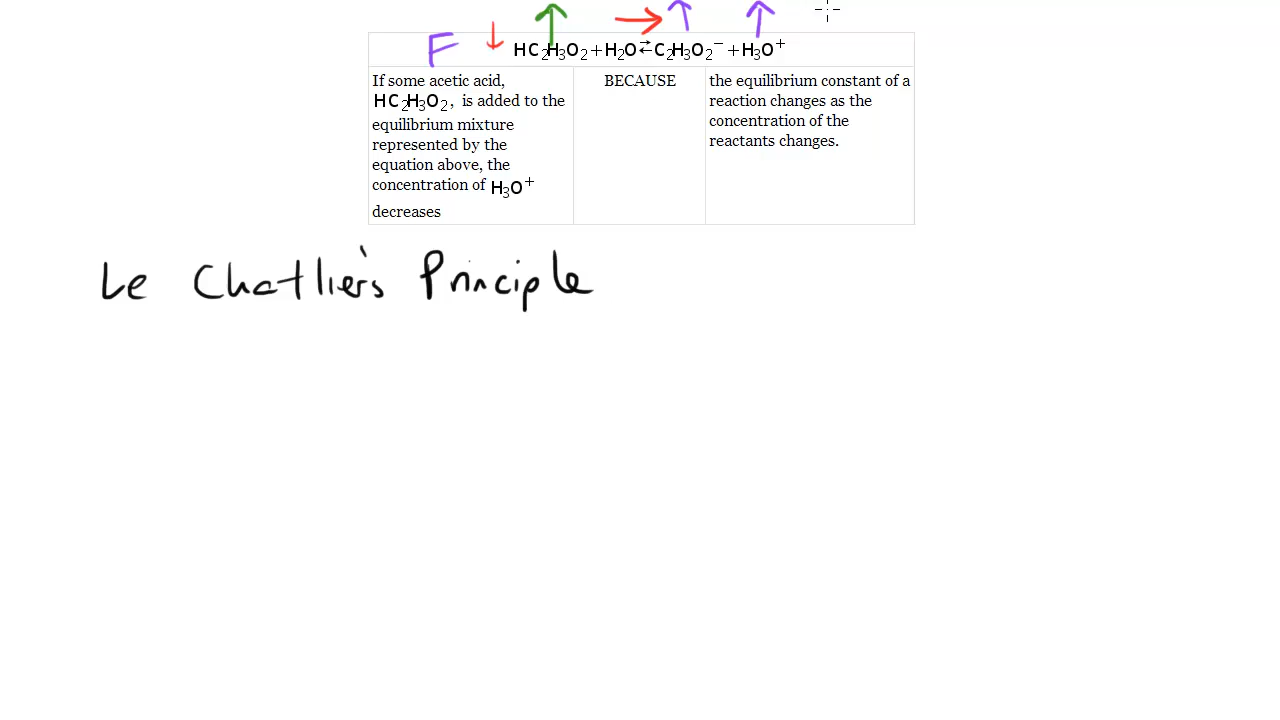 F ↓ HC₂H₃O₂+H₂O⇄C₂H₃O₂⁻+H₃O⁺
If some acetic acid,
HC₂H₃O₂, is added to the
equilibrium mixture
represented by the
equation above, the
concentration of H₃O⁺
decreases
BECAUSE
the equilibrium constant of a
reaction changes as the
concentration of the
reactants changes.
Le Chatlier's Principle